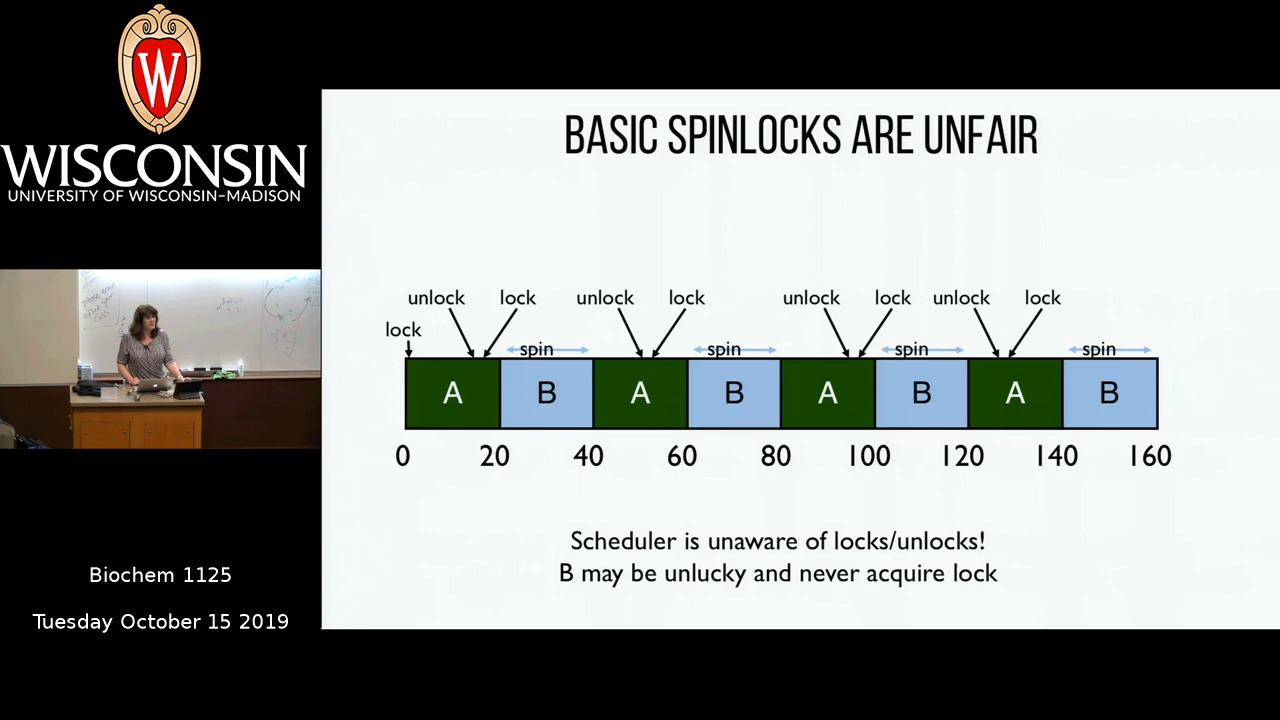 W
WISCONSIN
UNIVERSITY OF WISCONSIN–MADISON
Biochem 1125
Tuesday October 15 2019
BASIC SPINLOCKS ARE UNFAIR
unlock lock unlock lock unlock lock unlock lock
lock
spin spin spin spin
A B A B A B A B
0 20 40 60 80 100 120 140 160
Scheduler is unaware of locks/unlocks!
B may be unlucky and never acquire lock